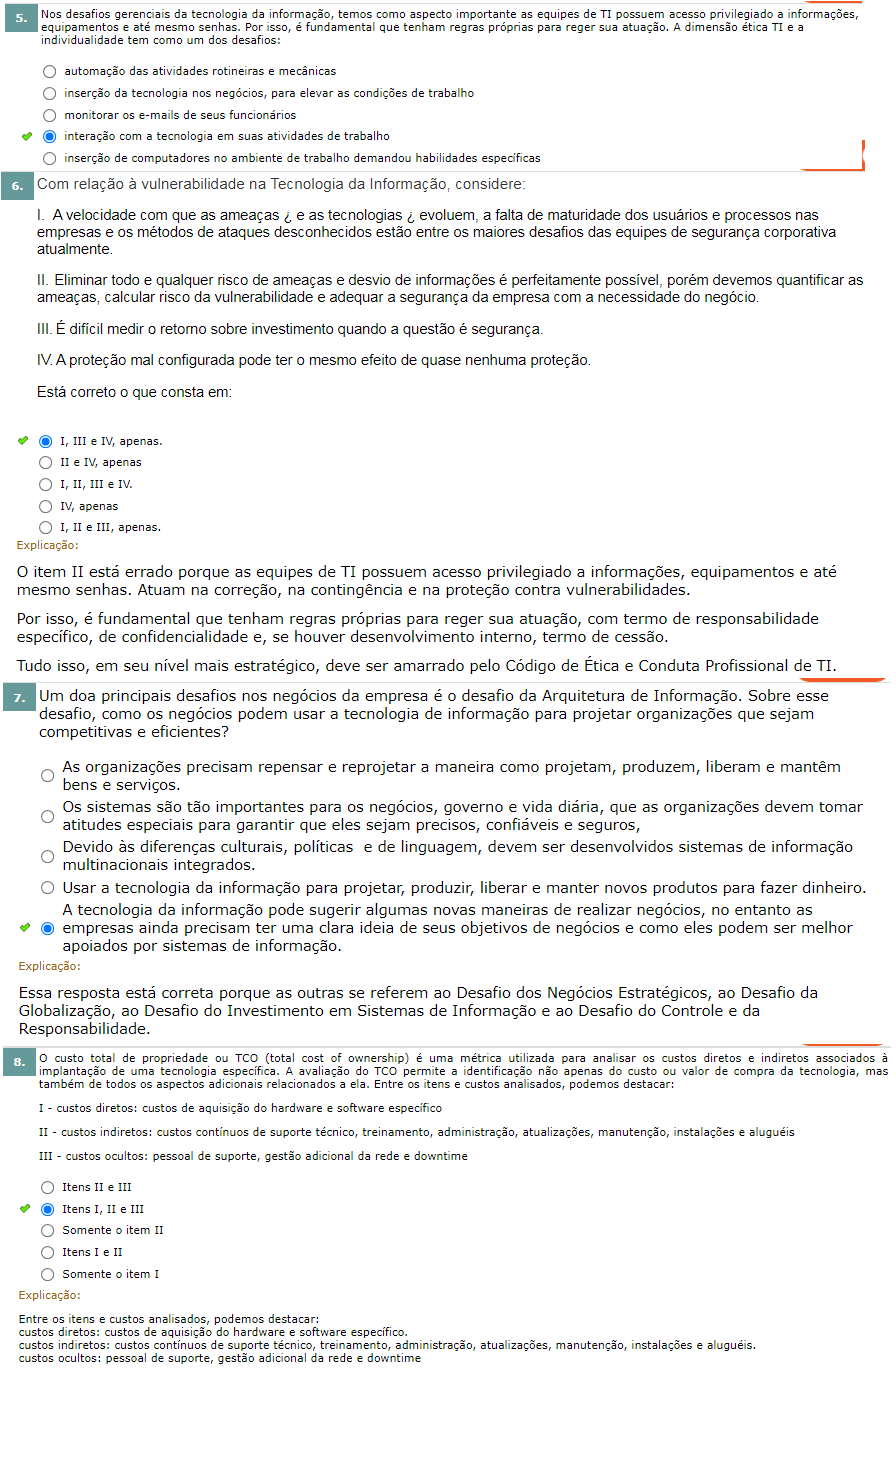 5.
Nos desafios gerenciais da tecnologia da informação, temos como aspecto importante as equipes de TI possuem acesso privilegiado a informações,
equipamentos e até mesmo senhas. Por isso, é fundamental que tenham regras próprias para reger sua atuação. A dimensão ética TI e a
individualidade tem como um dos desafios:
automação das atividades rotineiras e mecânicas
inserção da tecnologia nos negócios, para elevar as condições de trabalho
monitorar os e-mails de seus funcionários
interação com a tecnologia em suas atividades de trabalho
inserção de computadores no ambiente de trabalho demandou habilidades específicas
6.
Com relação à vulnerabilidade na Tecnologia da Informação, considere:
I. A velocidade com que as ameaças ¿ e as tecnologias ¿ evoluem, a falta de maturidade dos usuários e processos nas
empresas e os métodos de ataques desconhecidos estão entre os maiores desafios das equipes de segurança corporativa
atualmente.
II. Eliminar todo e qualquer risco de ameaças e desvio de informações é perfeitamente possível, porém devemos quantificar as
ameaças, calcular risco da vulnerabilidade e adequar a segurança da empresa com a necessidade do negócio.
III. É difícil medir o retorno sobre investimento quando a questão é segurança.
IV. A proteção mal configurada pode ter o mesmo efeito de quase nenhuma proteção.
Está correto o que consta em:
I, III e IV, apenas.
II e IV, apenas
I, II, III e IV.
IV, apenas
I, II e III, apenas.
Explicação:
O item II está errado porque as equipes de TI possuem acesso privilegiado a informações, equipamentos e até
mesmo senhas. Atuam na correção, na contingência e na proteção contra vulnerabilidades.
Por isso, é fundamental que tenham regras próprias para reger sua atuação, com termo de responsabilidade
específico, de confidencialidade e, se houver desenvolvimento interno, termo de cessão.
Tudo isso, em seu nível mais estratégico, deve ser amarrado pelo Código de Ética e Conduta Profissional de TI.
7.
Um doa principais desafios nos negócios da empresa é o desafio da Arquitetura de Informação. Sobre esse
desafio, como os negócios podem usar a tecnologia de informação para projetar organizações que sejam
competitivas e eficientes?
As organizações precisam repensar e reprojetar a maneira como projetam, produzem, liberam e mantêm
bens e serviços.
Os sistemas são tão importantes para os negócios, governo e vida diária, que as organizações devem tomar
atitudes especiais para garantir que eles sejam precisos, confiáveis e seguros,
Devido às diferenças culturais, políticas e de linguagem, devem ser desenvolvidos sistemas de informação
multinacionais integrados.
Usar a tecnologia da informação para projetar, produzir, liberar e manter novos produtos para fazer dinheiro.
A tecnologia da informação pode sugerir algumas novas maneiras de realizar negócios, no entanto as
empresas ainda precisam ter uma clara ideia de seus objetivos de negócios e como eles podem ser melhor
apoiados por sistemas de informação.
Explicação:
Essa resposta está correta porque as outras se referem ao Desafio dos Negócios Estratégicos, ao Desafio da
Globalização, ao Desafio do Investimento em Sistemas de Informação e ao Desafio do Controle e da
Responsabilidade.
8.
O custo total de propriedade ou TCO (total cost of ownership) é uma métrica utilizada para analisar os custos diretos e indiretos associados à
implantação de uma tecnologia específica. A avaliação do TCO permite a identificação não apenas do custo ou valor de compra da tecnologia, mas
também de todos os aspectos adicionais relacionados a ela. Entre os itens e custos analisados, podemos destacar:
I - custos diretos: custos de aquisição do hardware e software específico
II - custos indiretos: custos contínuos de suporte técnico, treinamento, administração, atualizações, manutenção, instalações e aluguéis
III - custos ocultos: pessoal de suporte, gestão adicional da rede e downtime
Itens II e III
Itens I, II e III
Somente o item II
Itens I e II
Somente o item I
Explicação:
Entre os itens e custos analisados, podemos destacar:
custos diretos: custos de aquisição do hardware e software específico.
custos indiretos: custos contínuos de suporte técnico, treinamento, administração, atualizações, manutenção, instalações e aluguéis.
custos ocultos: pessoal de suporte, gestão adicional da rede e downtime